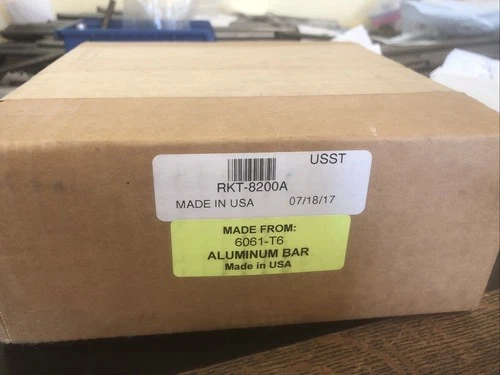 USST
RKT-8200A
MADE IN USA 07/18/17
MADE FROM:
6061-T6
ALUMINUM BAR
Made in USA